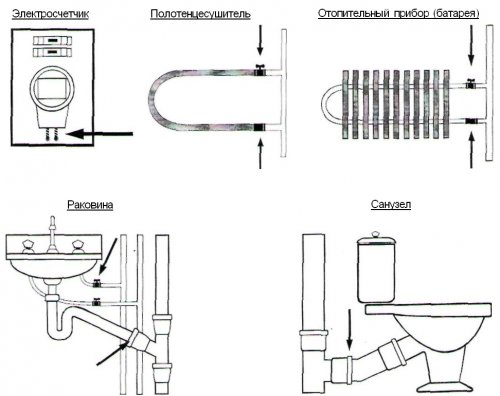 Электросчетчик
Полотенцесушитель
Отопительный прибор (батарея)
Раковина
Санузел